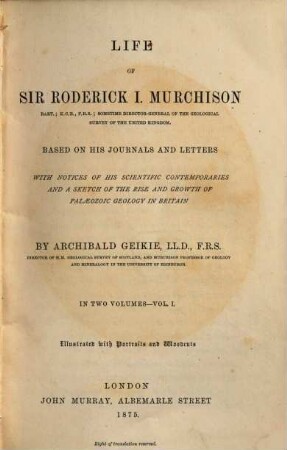 LIFE
OF
SIR RODERICK I. MURCHISON
BART.; K.C.B., F.R.S.; SOMETIME DIRECTOR-GENERAL OF THE GEOLOGICAL
SURVEY OF THE UNITED KINGDOM.
BASED ON HIS JOURNALS AND LETTERS
WITH NOTICES OF HIS SCIENTIFIC CONTEMPORARIES
AND A SKETCH OF THE RISE AND GROWTH OF
PALÆOZOIC GEOLOGY IN BRITAIN
BY ARCHIBALD GEIKIE, LL.D., F.R.S.
DIRECTOR OF H.M. GEOLOGICAL SURVEY OF SCOTLAND, AND MURCHISON PROFESSOR OF GEOLOGY
AND MINERALOGY IN THE UNIVERSITY OF EDINBURGH.
IN TWO VOLUMES—VOL. I.
Illustrated with Portraits and Woodcuts
LONDON
JOHN MURRAY, ALBEMARLE STREET
1875.
Right of translation reserved.